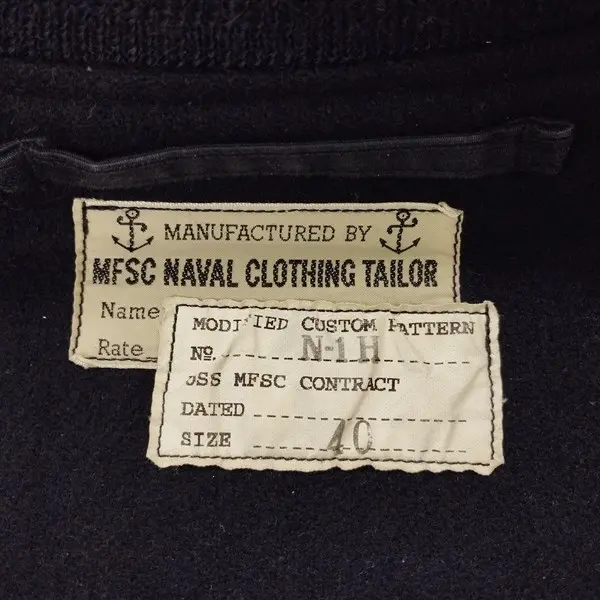 MANUFACTURED BY
MFSC NAVAL CLOTHING TAILOR
Name
Rate
MODIFIED CUSTOM PATTERN
No. N-1H
USS MFSC CONTRACT
DATED
SIZE 40